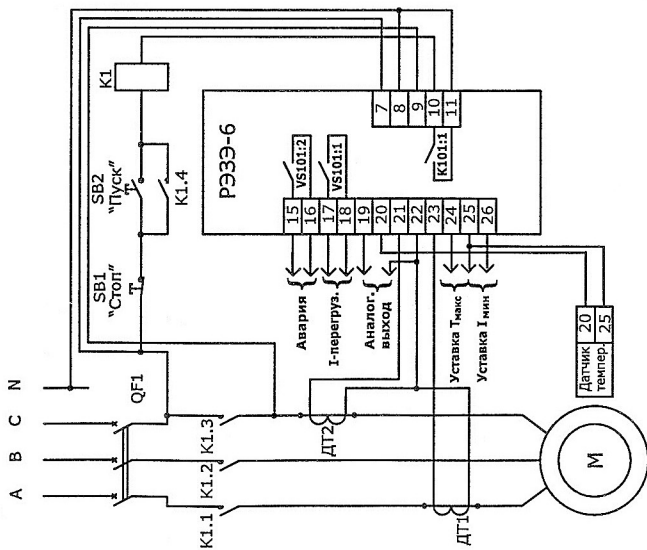 A
B
C
N
QF1
SB1
"Стоп"
SB2
"Пуск"
K1.4
K1
K1.1
K1.2
K1.3
РЭЗЭ-6
7
8
9
10
11
K101:1
VS101:2
VS101:1
15
16
17
18
19
20
21
22
23
24
25
26
Авария
I-перегруз.
Аналог.
выход
Уставка Tмакс
Уставка Iмин
ДТ2
ДТ1
Датчик
темпер.
20
25
М